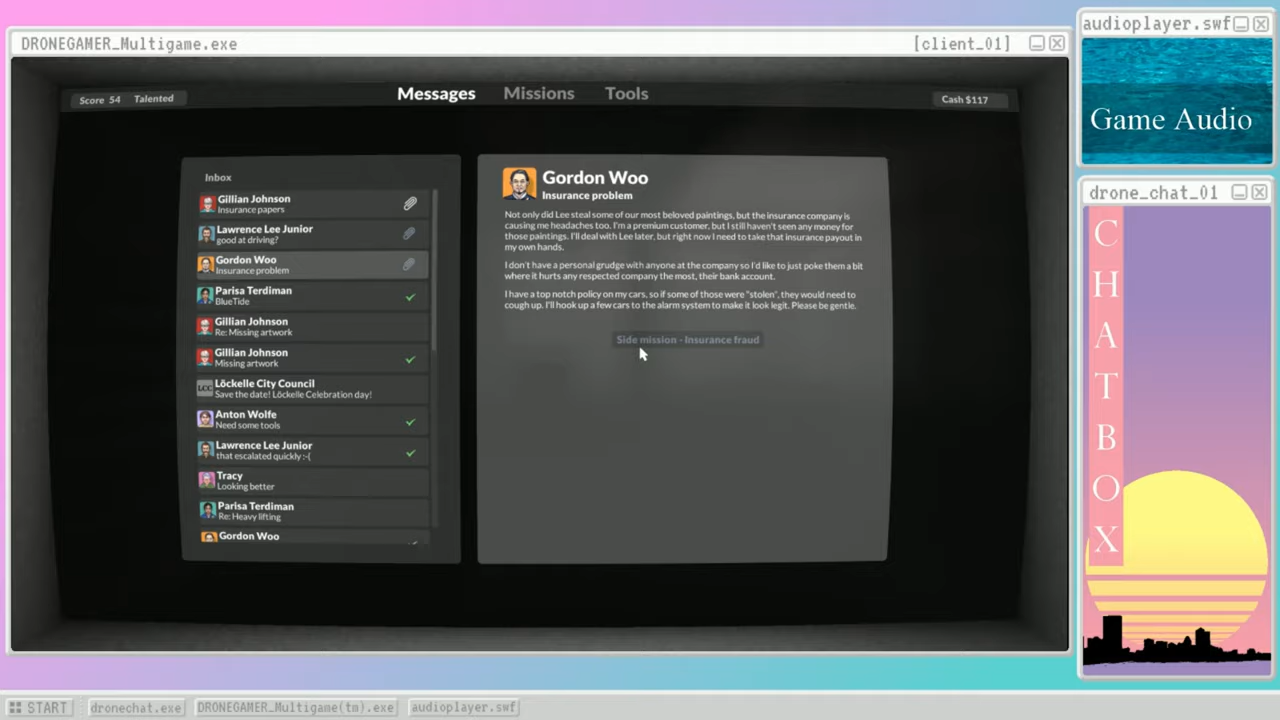 DRONEGAMER_Multigame.exe
[client_01]
Score 54 Talented
Messages Missions Tools
Cash $117
Inbox
Gillian Johnson
Insurance papers
Lawrence Lee Junior
good at driving?
Gordon Woo
Insurance problem
Parisa Terdiman
BlueTide
Gillian Johnson
Re: Missing artwork
Gillian Johnson
Missing artwork
LCC
Löckelle City Council
Save the date! Löckelle Celebration day!
Anton Wolfe
Need some tools
Lawrence Lee Junior
that escalated quickly :-(
Tracy
Looking better
Parisa Terdiman
Re: Heavy lifting
Gordon Woo
Gordon Woo
Insurance problem
Not only did Lee steal some of our most beloved paintings, but the insurance company is
causing me headaches too. I'm a premium customer, but I still haven't seen any money for
those paintings. I'll deal with Lee later, but right now I need to take that insurance payout in
my own hands.
I don't have a personal grudge with anyone at the company so I'd like to just poke them a bit
where it hurts any respected company the most, their bank account.
I have a top notch policy on my cars, so if some of those were "stolen", they would need to
cough up. I'll hook up a few cars to the alarm system to make it look legit. Please be gentle.
Side mission - Insurance fraud
audioplayer.swf
Game Audio
drone_chat_01
CHATBOX
START
dronechat.exe
DRONEGAMER_Multigame(tm).exe
audioplayer.swf